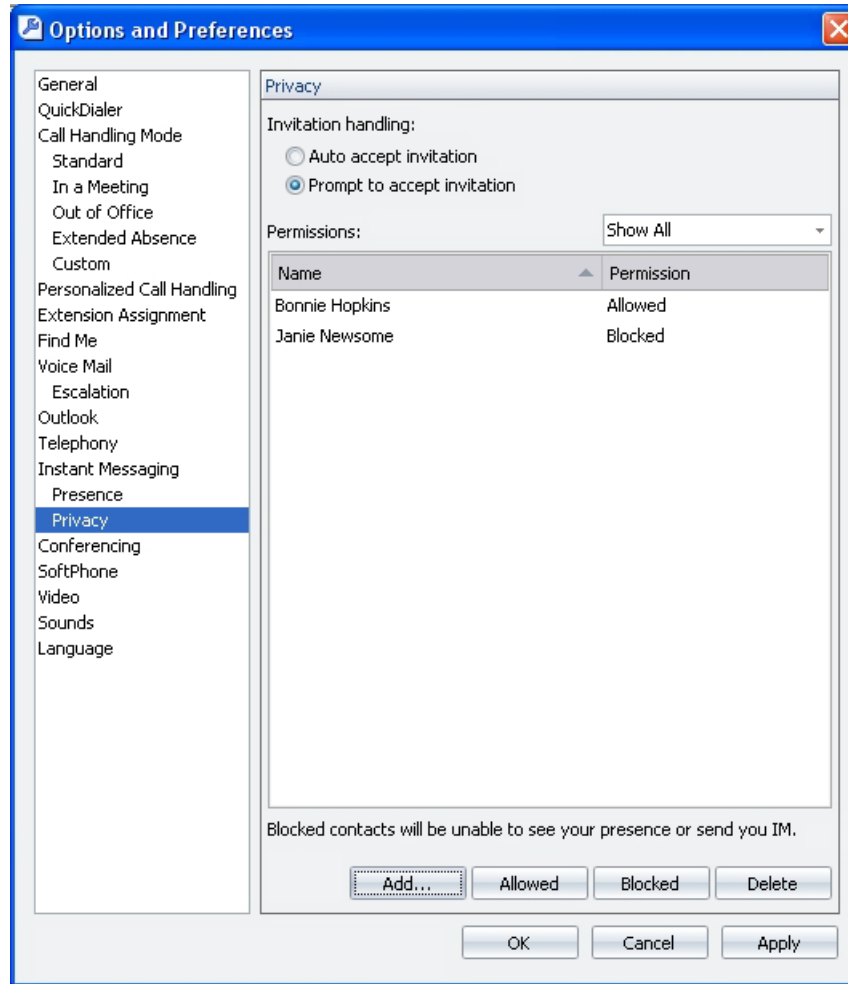 Options and Preferences
General
QuickDialer
Call Handling Mode
Standard
In a Meeting
Out of Office
Extended Absence
Custom
Personalized Call Handling
Extension Assignment
Find Me
Voice Mail
Escalation
Outlook
Telephony
Instant Messaging
Presence
Privacy
Conferencing
SoftPhone
Video
Sounds
Language
Privacy
Invitation handling:
Auto accept invitation
Prompt to accept invitation
Permissions: Show All
Name Permission
Bonnie Hopkins Allowed
Janie Newsome Blocked
Blocked contacts will be unable to see your presence or send you IM.
Add... Allowed Blocked Delete
OK Cancel Apply